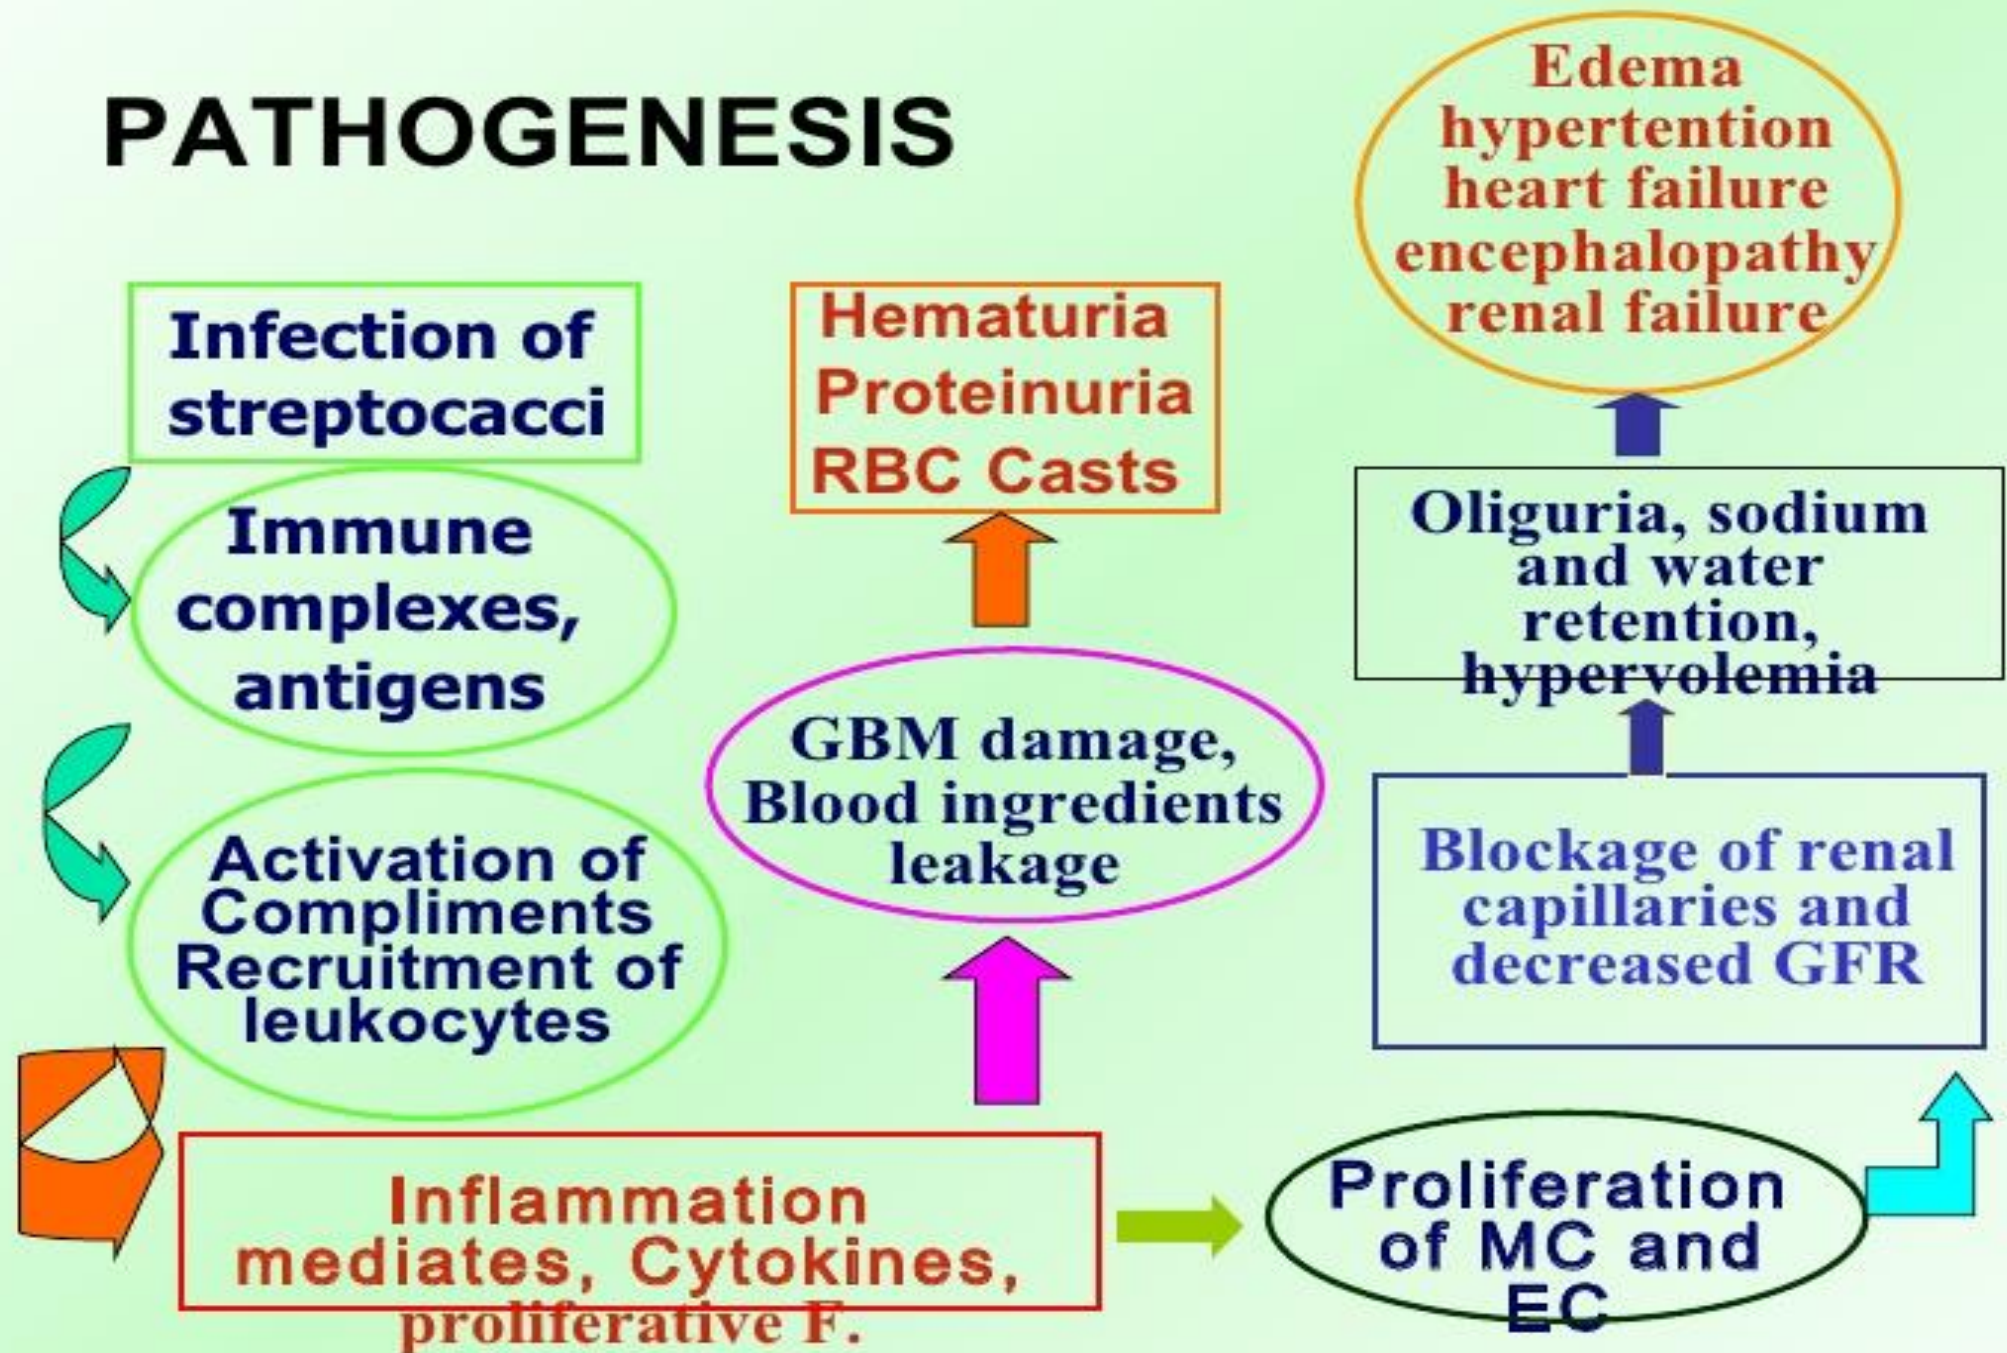 PATHOGENESIS
Infection of
streptocacci
Immune
complexes,
antigens
Activation of
Compliments
Recruitment of
leukocytes
Inflammation
mediates, Cytokines,
proliferative F.
GBM damage,
Blood ingredients
leakage
Hematuria
Proteinuria
RBC Casts
Proliferation
of MC and
EC
Blockage of renal
capillaries and
decreased GFR
Oliguria, sodium
and water
retention,
hypervolemia
Edema
hypertention
heart failure
encephalopathy
renal failure